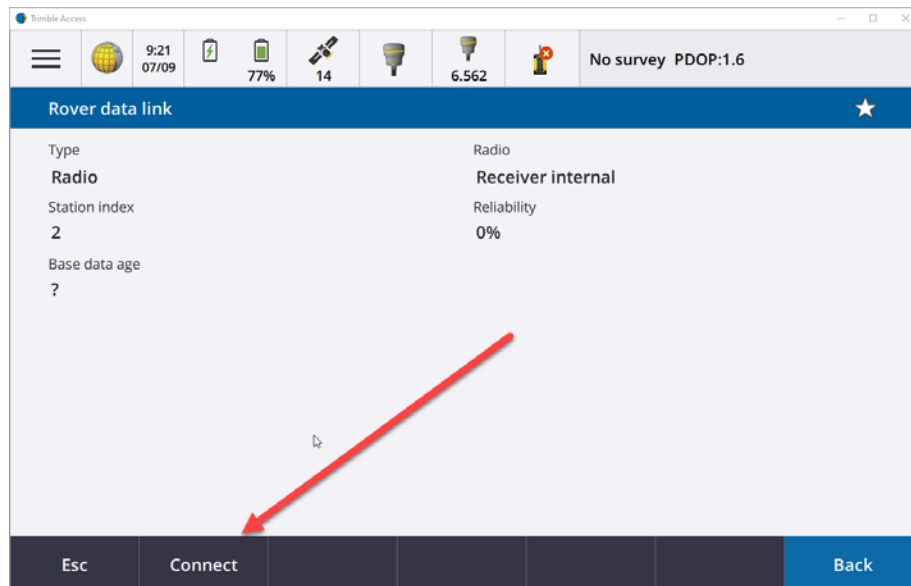 Trimble Access
9:21
07/09
77%
14
6.562
No survey PDOP:1.6
Rover data link
Type
Radio
Radio
Receiver internal
Station index
2
Reliability
0%
Base data age
?
Esc
Connect
Back